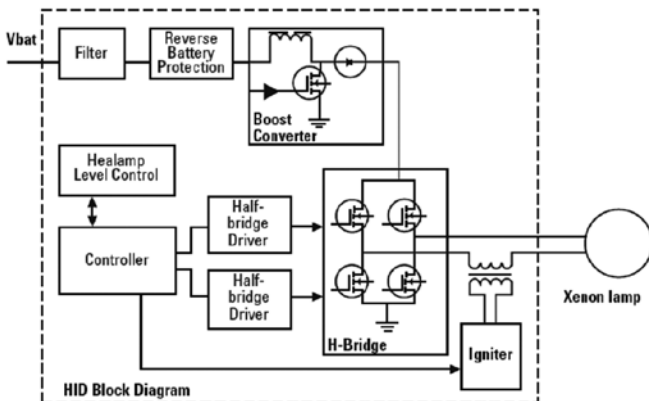 Vbat
Filter
Reverse
Battery
Protection
Boost
Converter
Healamp
Level Control
Half-
bridge
Driver
Controller
Half-
bridge
Driver
H-Bridge
Igniter
Xenon lamp
HID Block Diagram